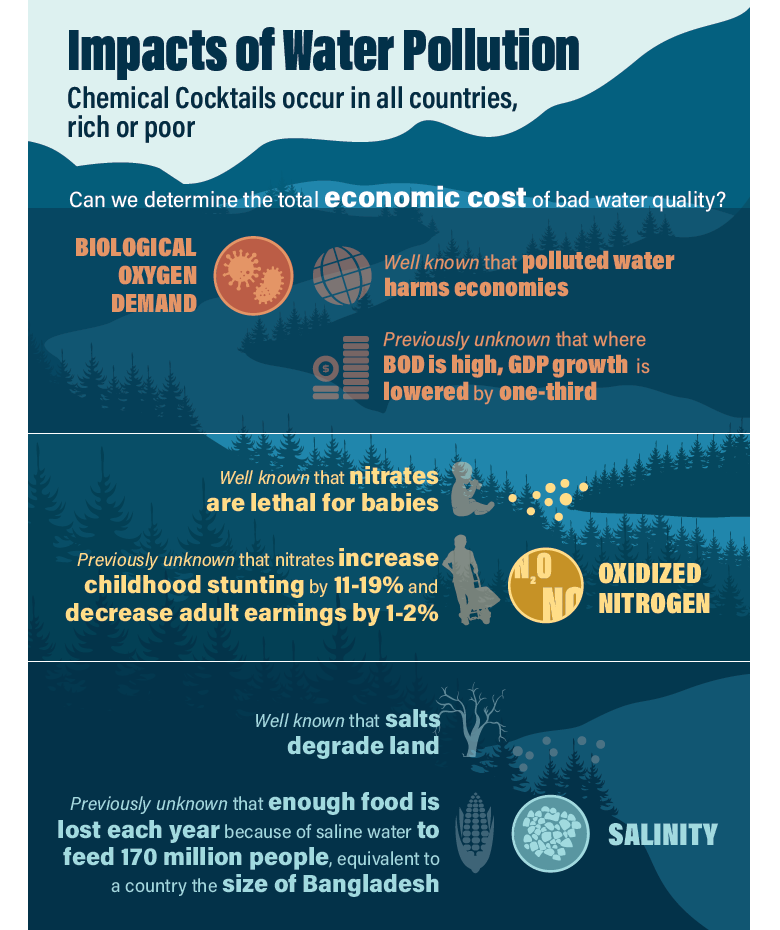 Impacts of Water Pollution
Chemical Cocktails occur in all countries,
rich or poor
Can we determine the total economic cost of bad water quality?
BIOLOGICAL
OXYGEN
DEMAND
Well known that polluted water
harms economies
$
Previously unknown that where
BOD is high, GDP growth is
lowered by one-third
Well known that nitrates
are lethal for babies
Previously unknown that nitrates increase
childhood stunting by 11-19% and
decrease adult earnings by 1-2%
N2O
NO
OXIDIZED
NITROGEN
Well known that salts
degrade land
Previously unknown that enough food is
lost each year because of saline water to
feed 170 million people, equivalent to
a country the size of Bangladesh
SALINITY